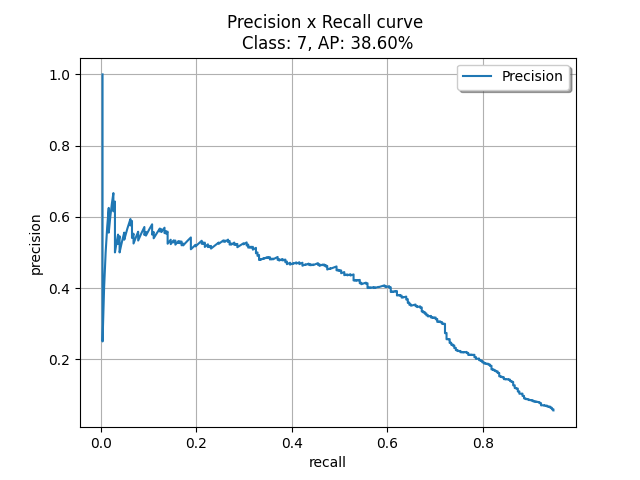 Precision x Recall curve
Class: 7, AP: 38.60%
Precision
1.0
0.8
0.6
0.4
0.2
precision
0.0
0.2
0.4
0.6
0.8
recall